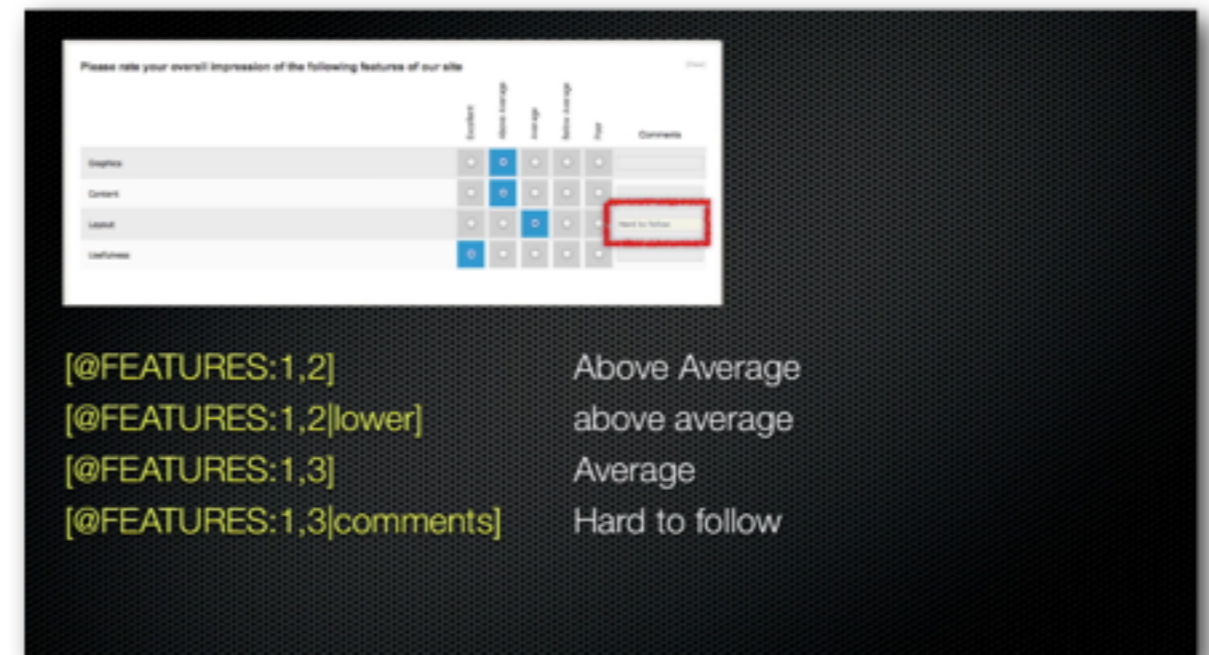 Please rate your overall impression of the following features of our site
Excellent
Above Average
Average
Below Average
Poor
Comments
Graphics
Content
Layout
Hard to follow
Usefulness
[@FEATURES:1,2] Above Average
[@FEATURES:1,2|lower] above average
[@FEATURES:1,3] Average
[@FEATURES:1,3|comments] Hard to follow